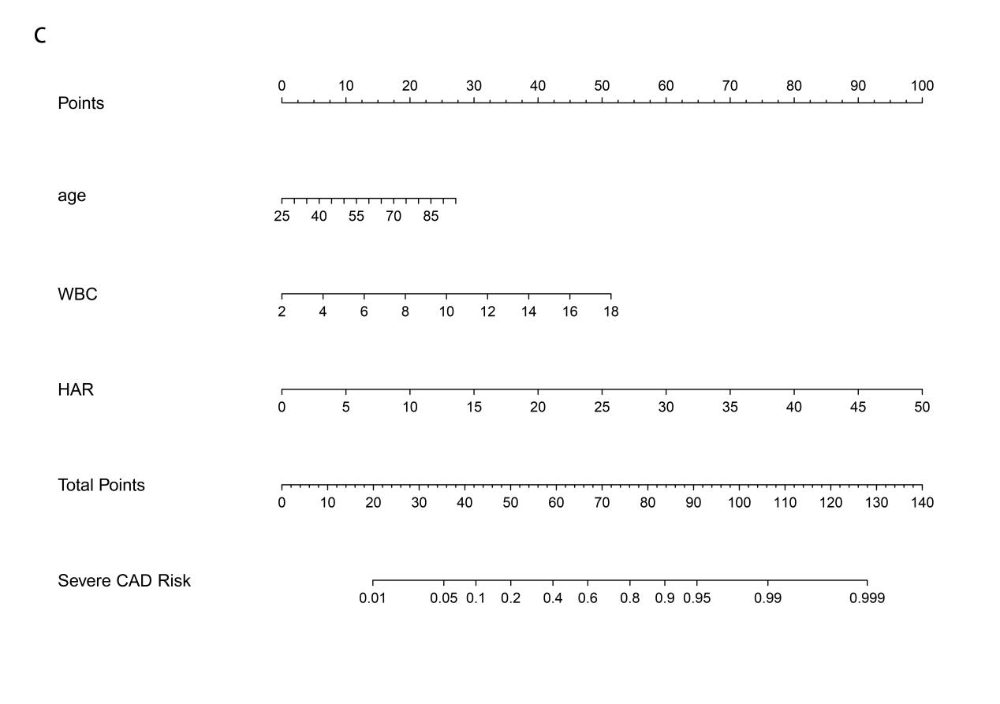 C
0 10 20 30 40 50 60 70 80 90 100
Points
age
25 40 55 70 85
WBC
2 4 6 8 10 12 14 16 18
HAR
0 5 10 15 20 25 30 35 40 45 50
Total Points
0 10 20 30 40 50 60 70 80 90 100 110 120 130 140
Severe CAD Risk
0.01 0.05 0.1 0.2 0.4 0.6 0.8 0.9 0.95 0.99 0.999